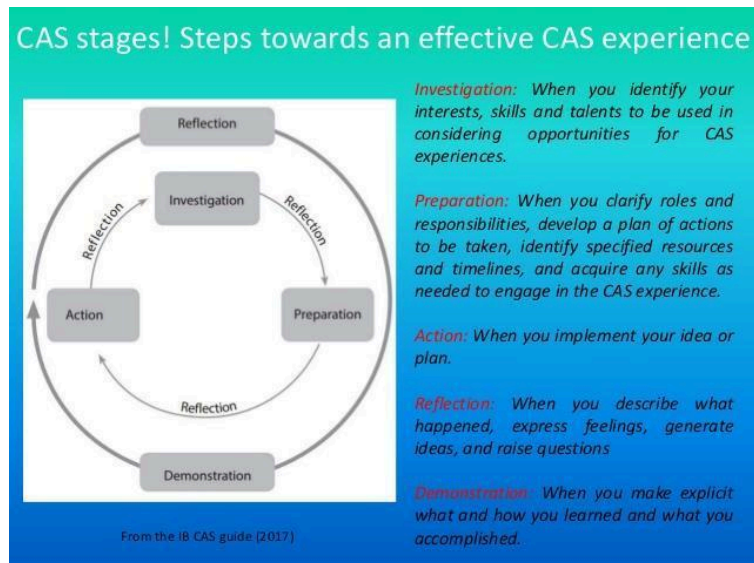 CAS stages! Steps towards an effective CAS experience
Reflection
Investigation
Reflection
Reflection
Action
Preparation
Reflection
Demonstration
From the IB CAS guide (2017)
Investigation: When you identify your
interests, skills and talents to be used in
considering opportunities for CAS
experiences.
Preparation: When you clarify roles and
responsibilities, develop a plan of actions
to be taken, identify specified resources
and timelines, and acquire any skills as
needed to engage in the CAS experience.
Action: When you implement your idea or
plan.
Reflection: When you describe what
happened, express feelings, generate
ideas, and raise questions
Demonstration: When you make explicit
what and how you learned and what you
accomplished.